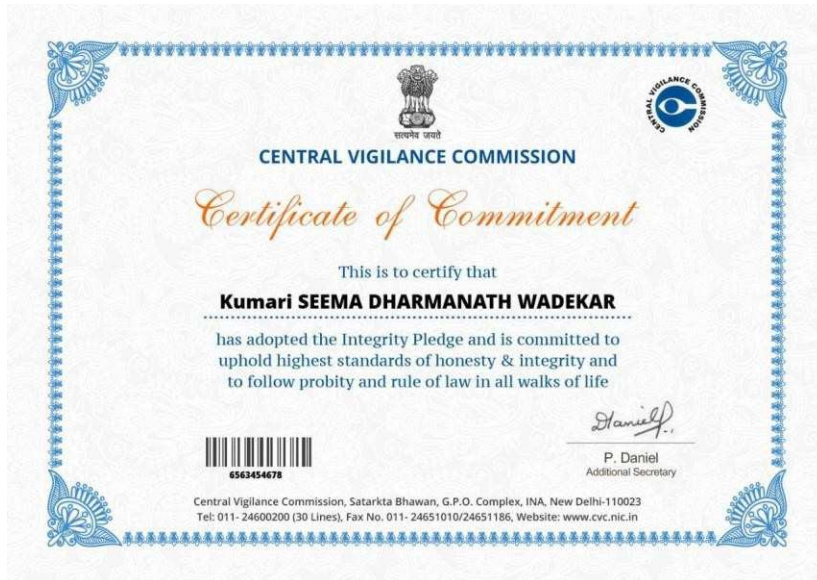 सत्यमेव जयते
CENTRAL VIGILANCE COMMISSION
CENTRAL VIGILANCE COMMISSION
Certificate of Commitment
This is to certify that
Kumari SEEMA DHARMANATH WADEKAR
has adopted the Integrity Pledge and is committed to
uphold highest standards of honesty & integrity and
to follow probity and rule of law in all walks of life
Daniel
6563454678
P. Daniel
Additional Secretary
Central Vigilance Commission, Satarkta Bhawan, G.P.O. Complex, INA, New Delhi-110023
Tel: 011- 24600200 (30 Lines), Fax No. 011- 24651010/24651186, Website: www.cvc.nic.in